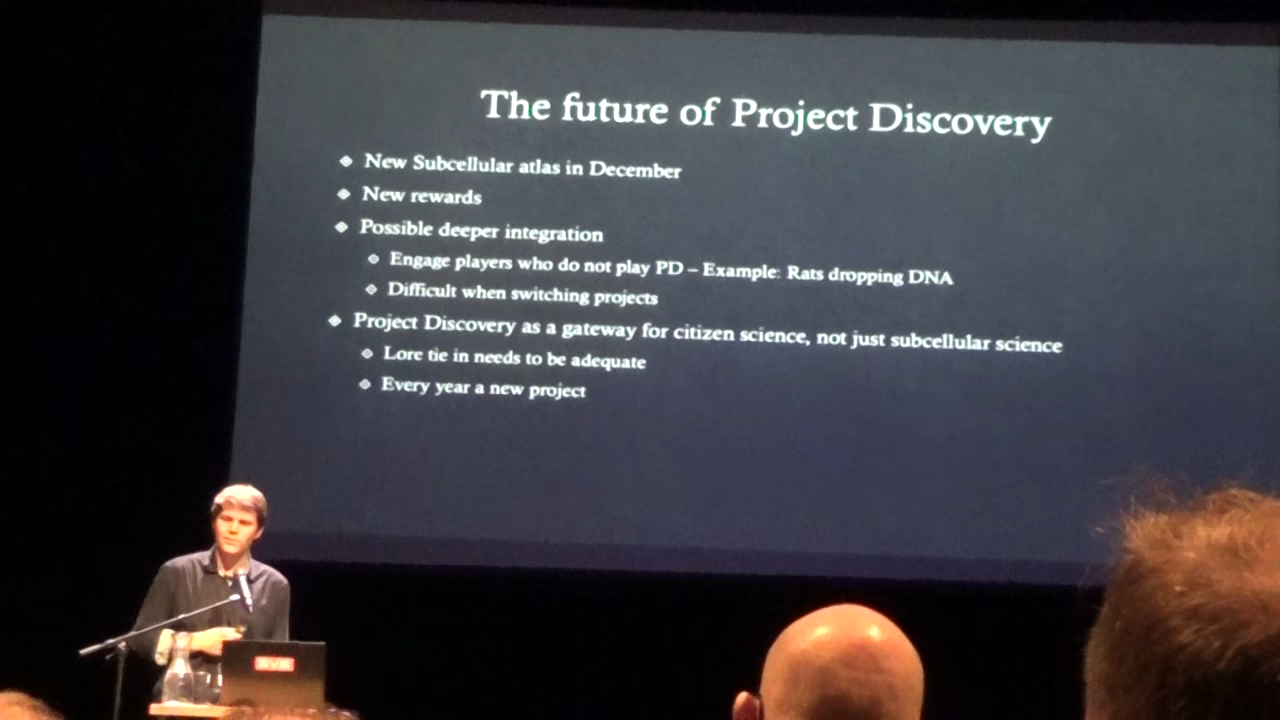 The future of Project Discovery
New Subcellular atlas in December
New rewards
Possible deeper integration
Engage players who do not play PD – Example: Rats dropping DNA
Difficult when switching projects
Project Discovery as a gateway for citizen science, not just subcellular science
Lore tie in needs to be adequate
Every year a new project